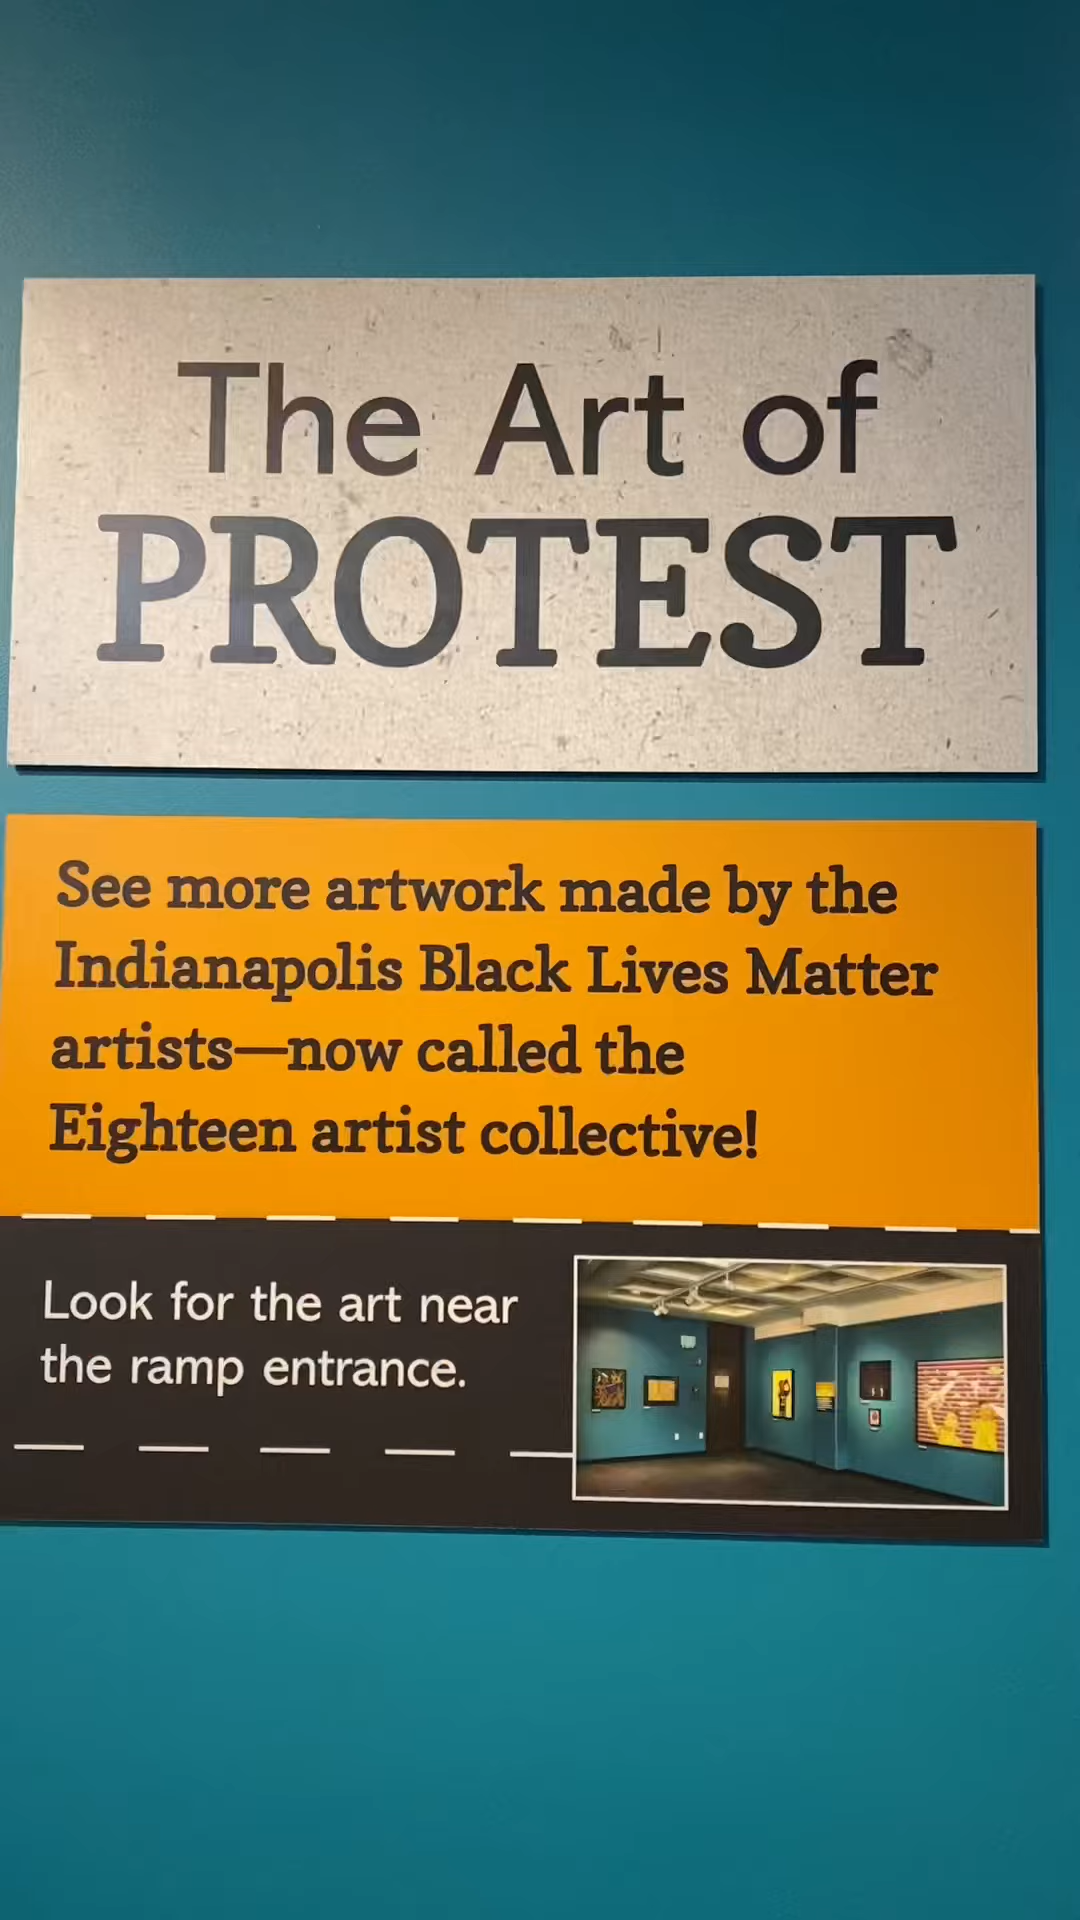 The Art of
PROTEST
See more artwork made by the
Indianapolis Black Lives Matter
artists—now called the
Eighteen artist collective!
Look for the art near
the ramp entrance.